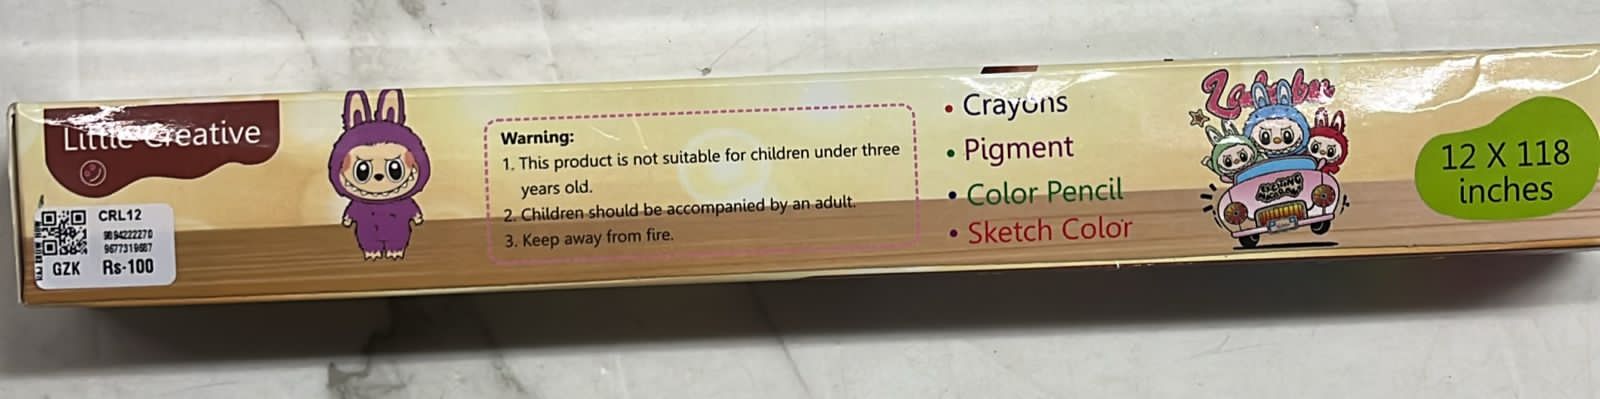 Little Creative
CRL12
9894222270
9677319687
GZK Rs-100
Warning:
1. This product is not suitable for children under three
years old.
2. Children should be accompanied by an adult.
3. Keep away from fire.
• Crayons
• Pigment
• Color Pencil
• Sketch Color
12 X 118
inches